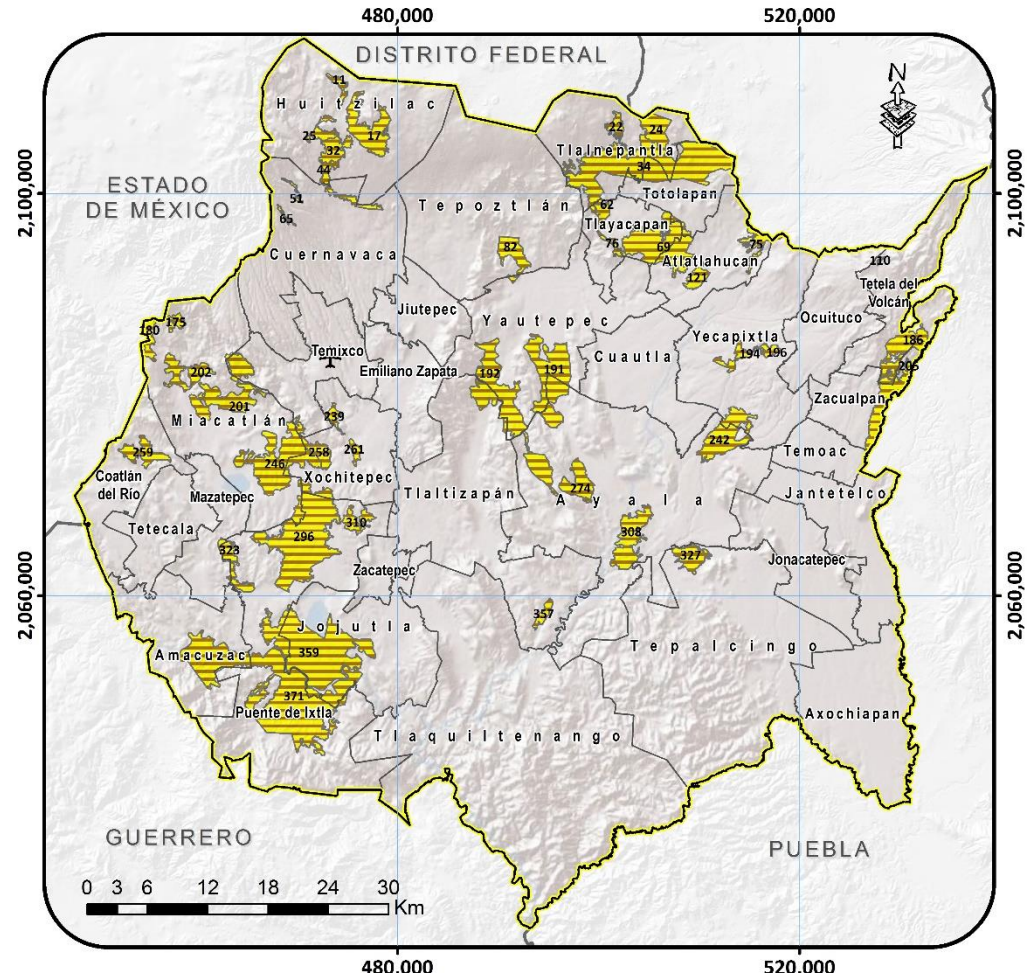 480,000
520,000
DISTRITO FEDERAL
N
11
Huitzilac
25
17
32
44
22
24
Tlalnepantla
34
2,100,000
2,100,000
ESTADO
DE MÉXICO
51
65
Tepoztlán
62
Totolapan
Tlayacapan
76
69
75
Atlatlahucan
121
Cuernavaca
82
110
Tetela del
Volcán
Jiutepec
Yautepec
Ocuituco
180
175
Yecapixtla
186
Temixco
Cuautla
194
196
205
202
Emiliano Zapata
192
191
Zacualpan
201
Miacatlán
239
242
259
246
258
261
Temoac
Coatlán
del Río
Mazatepec
Xochitepec
Tlaltizapán
274
Ayala
Jantetelco
Tetecala
310
296
308
323
327
Zacatepec
Jonacatepec
2,060,000
2,060,000
357
Jojutla
Amacuzac
359
Tepalcingo
371
Puente de Ixtla
Tlaquiltenango
Axochiapan
GUERRERO
PUEBLA
0 3 6 12 18 24 30
Km
480,000
520,000